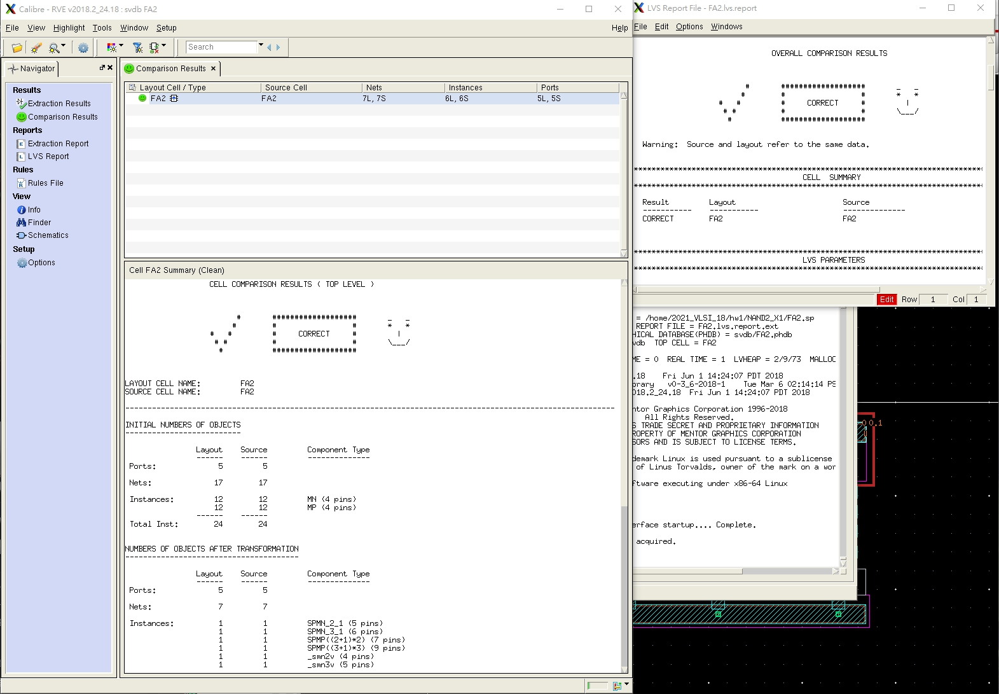 Calibre - RVE v2018.2_24.18 : svdb FA2
File View Highlight Tools Window Setup Help
Search
Navigator
Results
Extraction Results
Comparison Results
Reports
Extraction Report
LVS Report
Rules
Rules File
View
Info
Finder
Schematics
Setup
Options
Comparison Results
Layout Cell / Type Source Cell Nets Instances Ports
FA2 FA2 7L, 7S 6L, 6S 5L, 5S
Cell FA2 Summary (Clean)
CELL COMPARISON RESULTS ( TOP LEVEL )
# ################### _ _
# # # * *
# # # CORRECT # |
# # # # \___/
# ###################
LAYOUT CELL NAME: FA2
SOURCE CELL NAME: FA2
INITIAL NUMBERS OF OBJECTS
Layout Source Component Type
Ports: 5 5
Nets: 17 17
Instances: 12 12 MN (4 pins)
12 12 MP (4 pins)
Total Inst: 24 24
NUMBERS OF OBJECTS AFTER TRANSFORMATION
Layout Source Component Type
Ports: 5 5
Nets: 7 7
Instances: 1 1 SPMN_2_1 (5 pins)
1 1 SPMN_3_1 (6 pins)
1 1 SPMP((2+1)*2) (7 pins)
1 1 SPMP((3+1)*3) (9 pins)
1 1 _smn2v (4 pins)
1 1 _smn3v (5 pins)
LVS Report File - FA2.lvs.report
File Edit Options Windows
OVERALL COMPARISON RESULTS
# ################### _ _
# # # * *
# # # CORRECT # |
# # # # \___/
# ###################
Warning: Source and layout refer to the same data.
CELL SUMMARY
Result Layout Source
CORRECT FA2 FA2
LVS PARAMETERS
Edit Row 1 Col 1
= /home/2021_VLSI_18/hw1/NAND2_X1/FA2.sp
REPORT FILE = FA2.lvs.report.ext
HICAL DATABASE(PHDB) = svdb/FA2.phdb
vdb TOP CELL = FA2
ME = 0 REAL TIME = 1 LVHEAP = 2/9/73 MALLOC
.18 Fri Jun 1 14:24:07 PDT 2018
brary v0-3_6-2018-1 Tue Mar 6 02:14:14 PS
018.2_24.18 Fri Jun 1 14:24:07 PDT 2018
ntor Graphics Corporation 1996-2018
All Rights Reserved.
S TRADE SECRET AND PROPRIETARY INFORMATION
ROPERTY OF MENTOR GRAPHICS CORPORATION
SORS AND IS SUBJECT TO LICENSE TERMS.
demark Linux is used pursuant to a sublicense
of Linus Torvalds, owner of the mark on a wor
ftware executing under x86-64 Linux
erface startup.... Complete.
acquired.
0.1